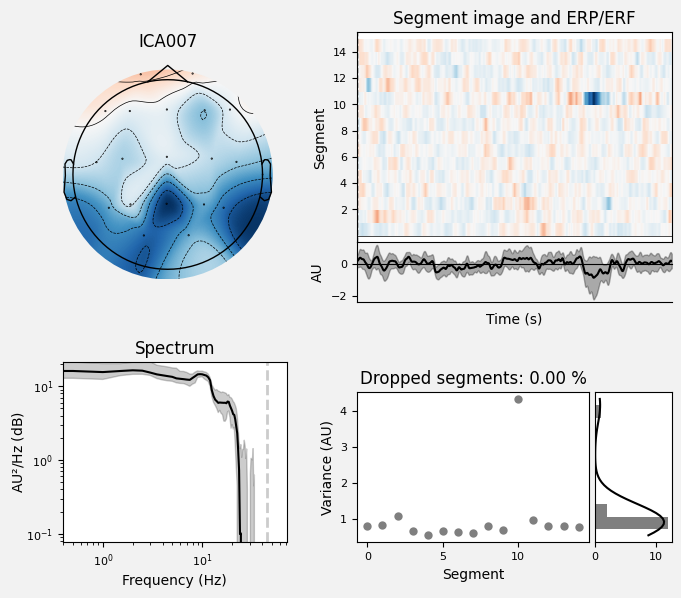 ICA007
Segment image and ERP/ERF
Segment
14
12
10
8
6
4
2
AU
0
−2
Time (s)
Spectrum
AU²/Hz (dB)
10¹
10⁰
10⁻¹
10⁰ 10¹
Frequency (Hz)
Dropped segments: 0.00 %
Variance (AU)
4
3
2
1
0 5 10
Segment
0 10